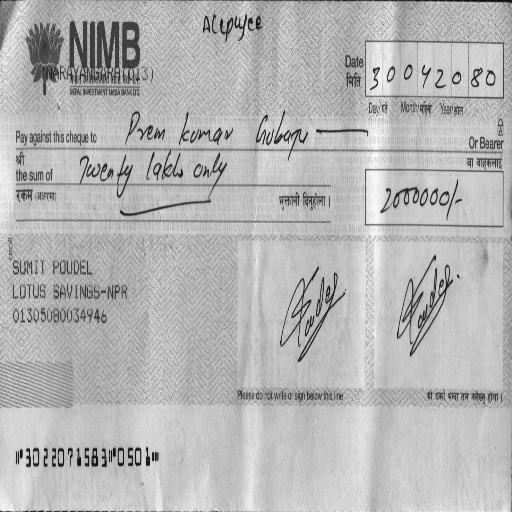 A/c payee
NIMB
NARAYANGARH(013)
NEPAL INVESTMENT MEGA BANK LTD.
Date
मिति
30042080
Day/गते Month/महिना Year/साल
Pay against this cheque to Prem kumar Gubaju
Or Bearer
श्री
वा वाहकलाई
the sum of Twenty lakhs only
रकम (अक्षरमा)
भुक्तानी दिनुहोला ।
2000000/-
SUMIT POUDEL
LOTUS SAVINGS-NPR
01305080034946
Poudel
Poudel
Please do not write or sign below this line
⑈3022071583⑈0501⑈